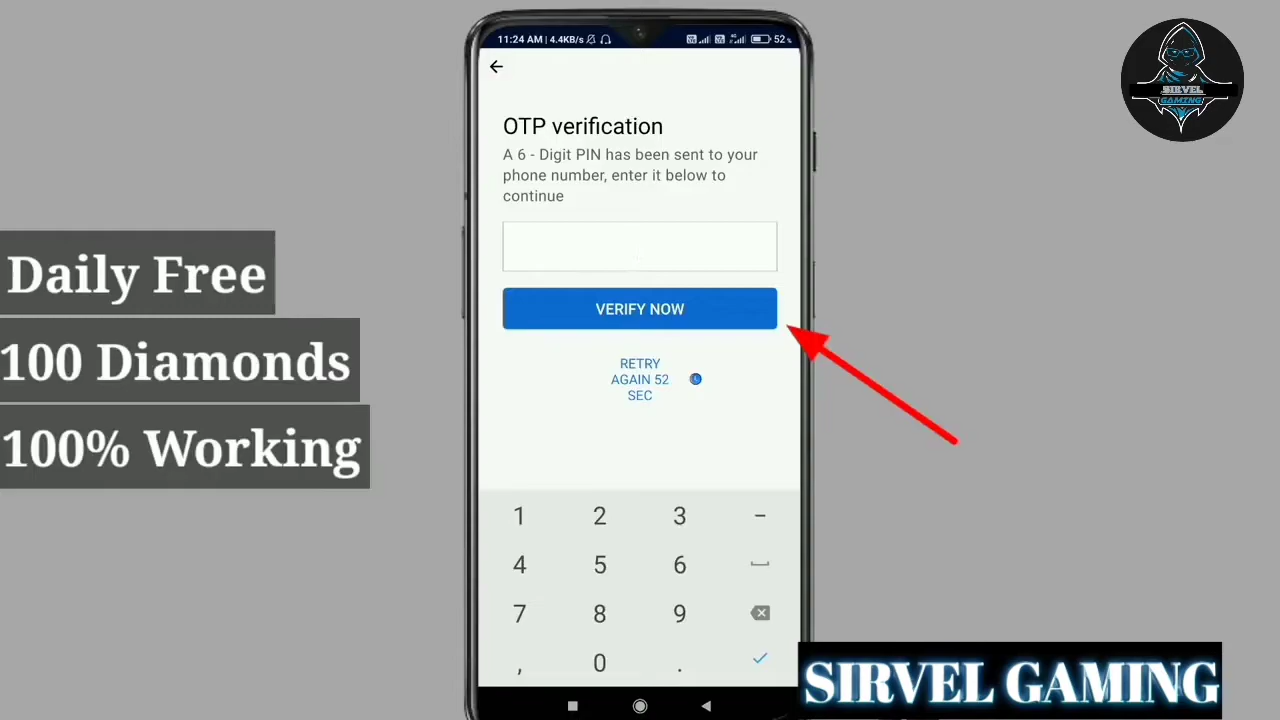 11:24 AM | 4.4KB/s
52%
SIRVEL
GAMING
OTP verification
A 6 - Digit PIN has been sent to your
phone number, enter it below to
continue
Daily Free
100 Diamonds
100% Working
VERIFY NOW
RETRY
AGAIN 52
SEC
1 2 3 -
4 5 6
7 8 9
, 0 .
SIRVEL GAMING